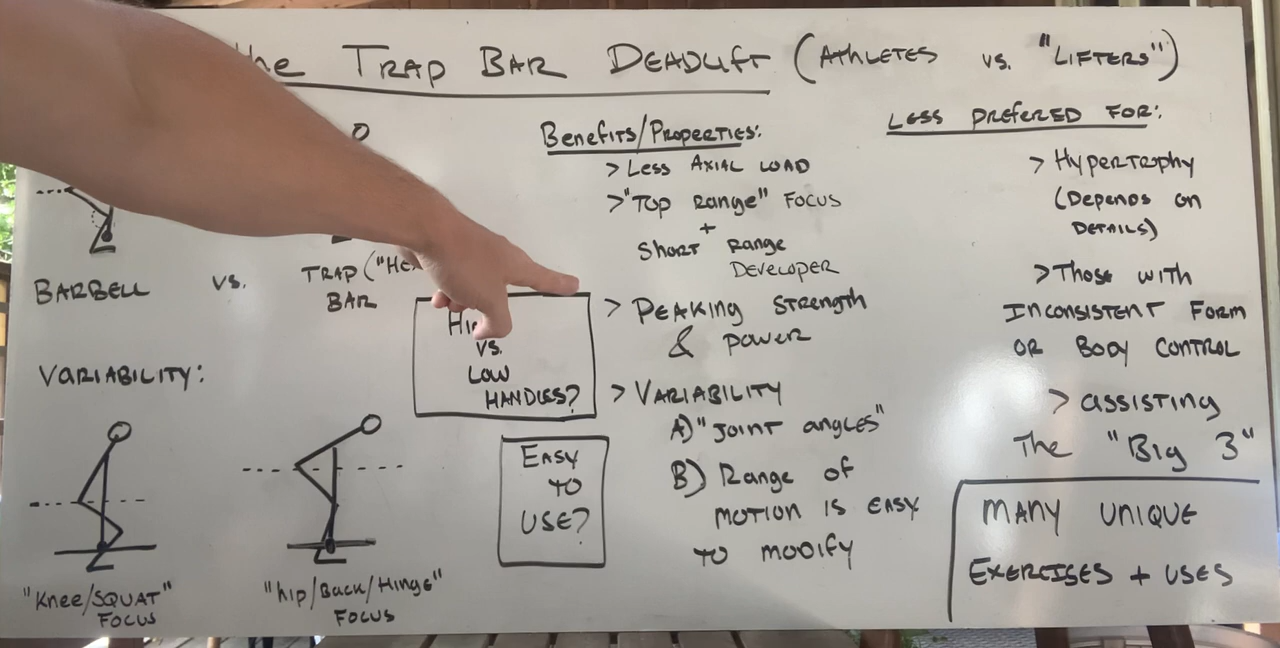 he TRAP BAR DEADLIFT (ATHLETES vs. "LIFTERS")
BARBELL vs. TRAP ("HEX
BAR
VARIABILITY:
"Knee/SQUAT"
FOCUS
"hip/Back/Hinge"
FOCUS
vs.
LOW
HANDLES?
EASY
TO
USE?
Benefits/Properties:
> Less AXIAL LOAD
> "TOP Range" FOCUS
+
Short Range
DEVELOPER
> PEAKING STRENGTH
& POWER
> VARIABILITY
A) "JOINT angles"
B) Range of
MOTION IS EASY
TO MODIFY
LESS PREFERED FOR:
> HYPERTROPHY
(Depends on
DETAILS)
> Those with
INCONSISTENT FORM
OR BODY CONTROL
> assisting
The "Big 3"
MANY UNIQUE
EXERCISES + USES